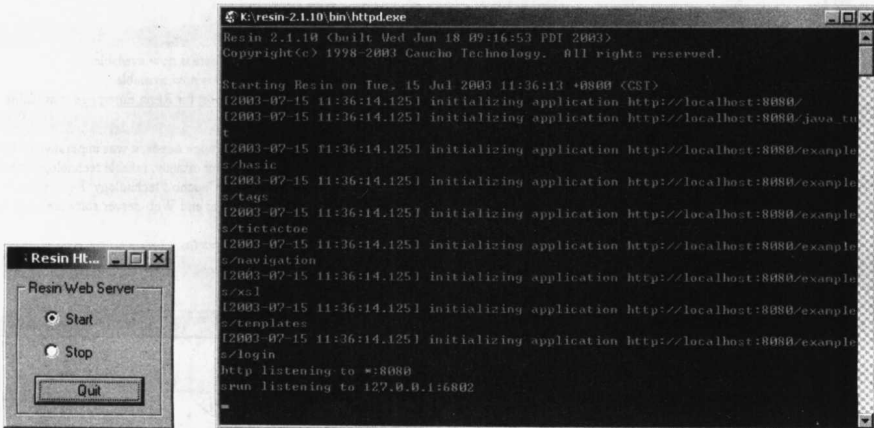 K:\resin-2.1.10\bin\httpd.exe
Resin 2.1.10 (built Wed Jun 18 09:16:53 PDT 2003)
Copyright(c) 1998-2003 Caucho Technology.  All rights reserved.
Starting Resin on Tue, 15 Jul 2003 11:36:13 +0800 (CST)
[2003-07-15 11:36:14.125] initializing application http://localhost:8080/
[2003-07-15 11:36:14.125] initializing application http://localhost:8080/java_tu
t
[2003-07-15 11:36:14.125] initializing application http://localhost:8080/example
s/basic
[2003-07-15 11:36:14.125] initializing application http://localhost:8080/example
s/tags
[2003-07-15 11:36:14.125] initializing application http://localhost:8080/example
s/tictactoe
[2003-07-15 11:36:14.125] initializing application http://localhost:8080/example
s/navigation
[2003-07-15 11:36:14.125] initializing application http://localhost:8080/example
s/xsl
[2003-07-15 11:36:14.125] initializing application http://localhost:8080/example
s/templates
[2003-07-15 11:36:14.125] initializing application http://localhost:8080/example
s/login
http listening to *:8080
srun listening to 127.0.0.1:6802
Resin Ht...
Resin Web Server
Start
Stop
Quit